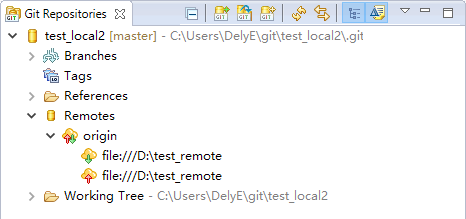 Git Repositories
test_local2 [master] - C:\Users\DelyE\git\test_local2\.git
Branches
Tags
References
Remotes
origin
file:///D:\test_remote
file:///D:\test_remote
Working Tree - C:\Users\DelyE\git\test_local2